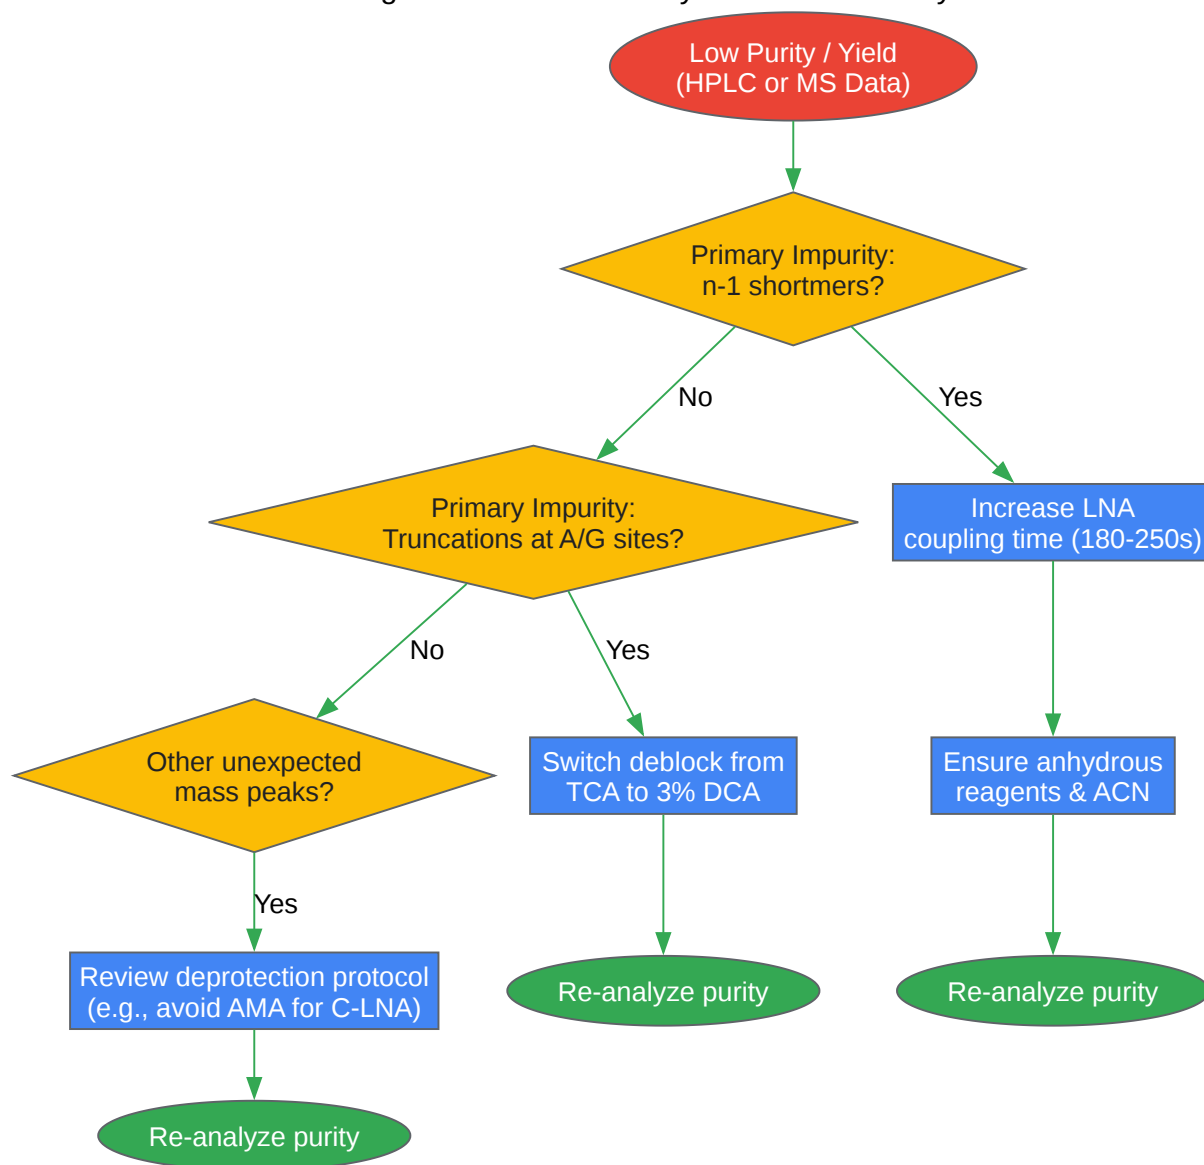 Low Purity / Yield
(HPLC or MS Data)
Primary Impurity:
n-1 shortmers?
No
Yes
Primary Impurity:
Truncations at A/G sites?
Increase LNA
coupling time (180-250s)
No
Yes
Other unexpected
mass peaks?
Switch deblock from
TCA to 3% DCA
Ensure anhydrous
reagents & ACN
Yes
Review deprotection protocol
(e.g., avoid AMA for C-LNA)
Re-analyze purity
Re-analyze purity
Re-analyze purity